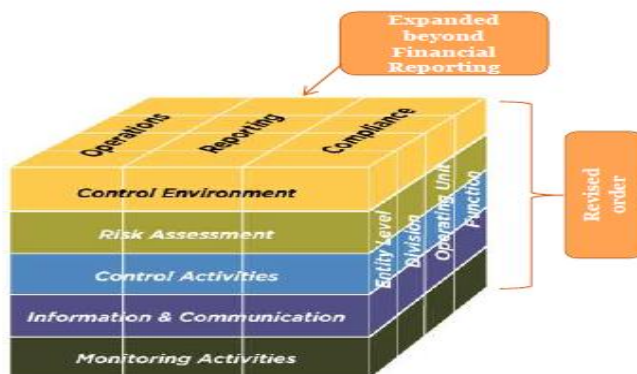 Expanded
beyond
Financial
Reporting
Operations
Reporting
Compliance
Control Environment
Risk Assessment
Control Activities
Information & Communication
Monitoring Activities
Entity Level
Division
Operating Unit
Function
Revised
order